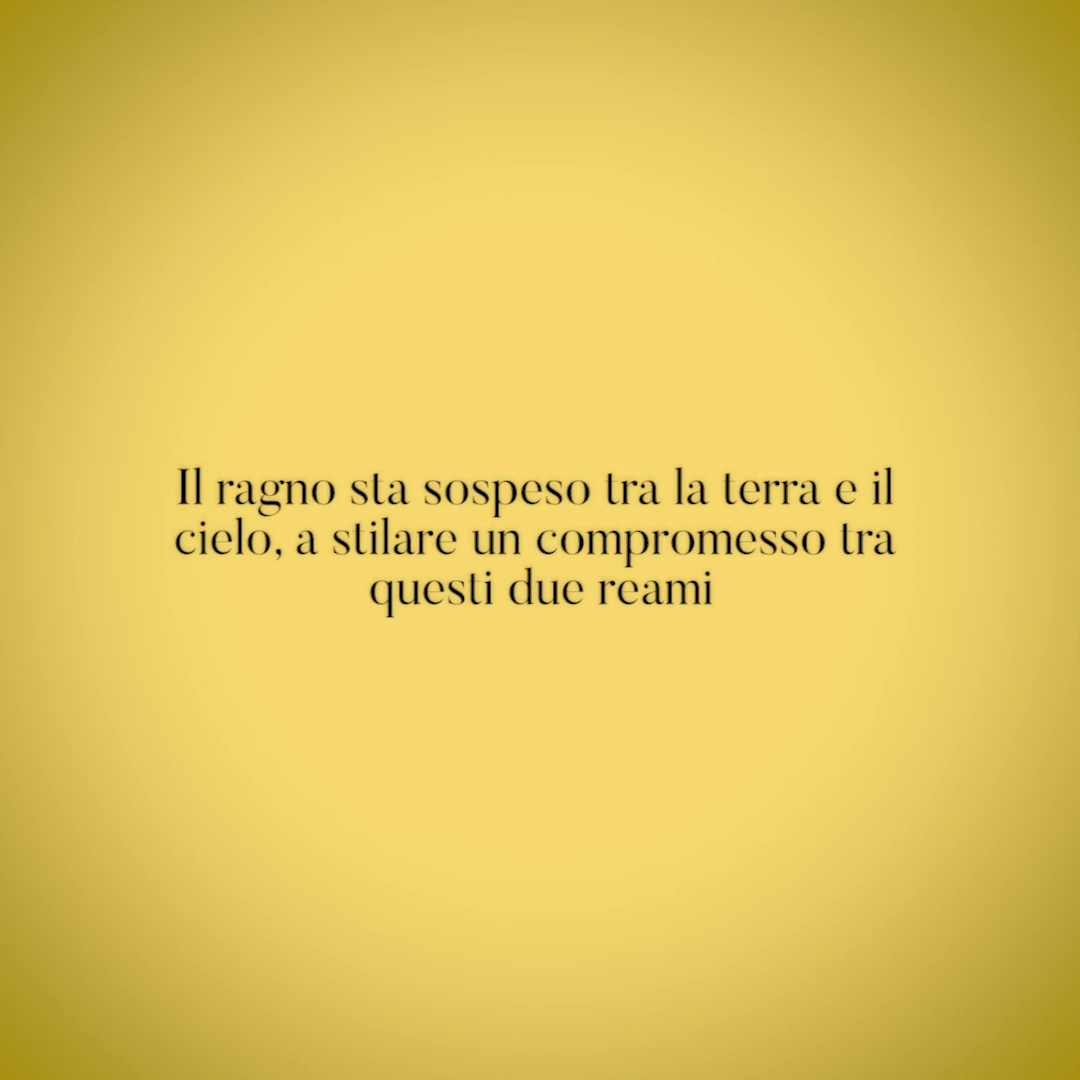 Il ragno sta sospeso tra la terra e il
cielo, a stilare un compromesso tra
questi due reami